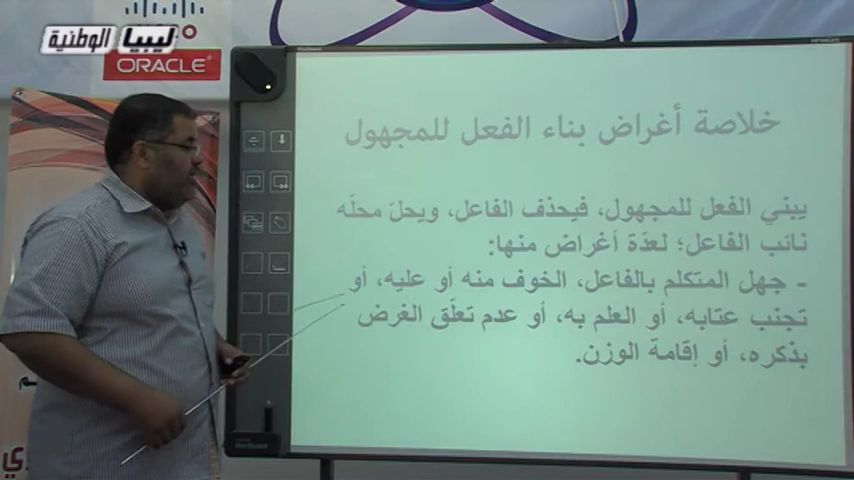 ليبيا الوطنية
ORACLE
خلاصة أغراض بناء الفعل للمجهول
يبني الفعل للمجهول، فيحذف الفاعل، ويحلّ محلّه
نائب الفاعل؛ لعدّة أغراض منها:
- جهل المتكلم بالفاعل، الخوف منه أو عليه، أو
تجنب عتابه، أو العلم به، أو عدم تعلّق الغرض
بذكره، أو إقامة الوزن.